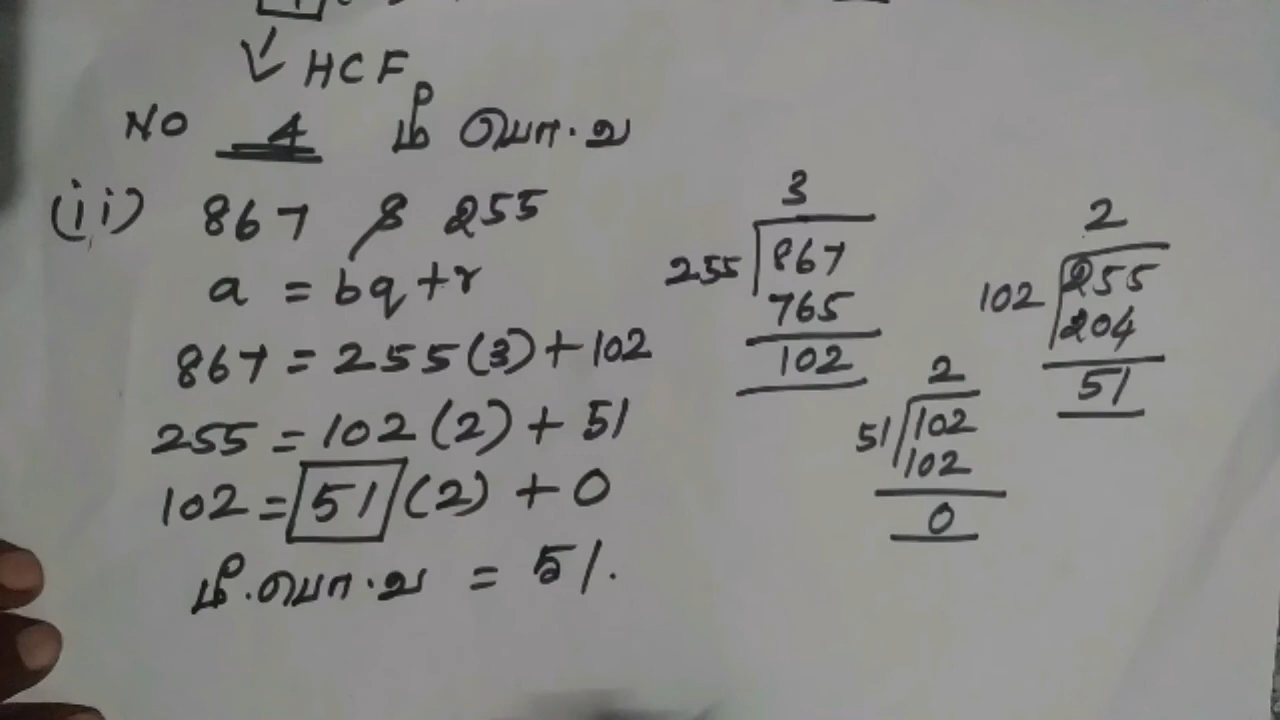 HCF
NO 4 மீ பொ.வ
(ii) 867 & 255
a = bq+r
867 = 255(3)+102
255 = 102(2) + 51
102 = 51(2) + 0
மீ.பொ.வ = 51.
3
255 867
765
102
2
102 255
204
51
2
51 102
102
0